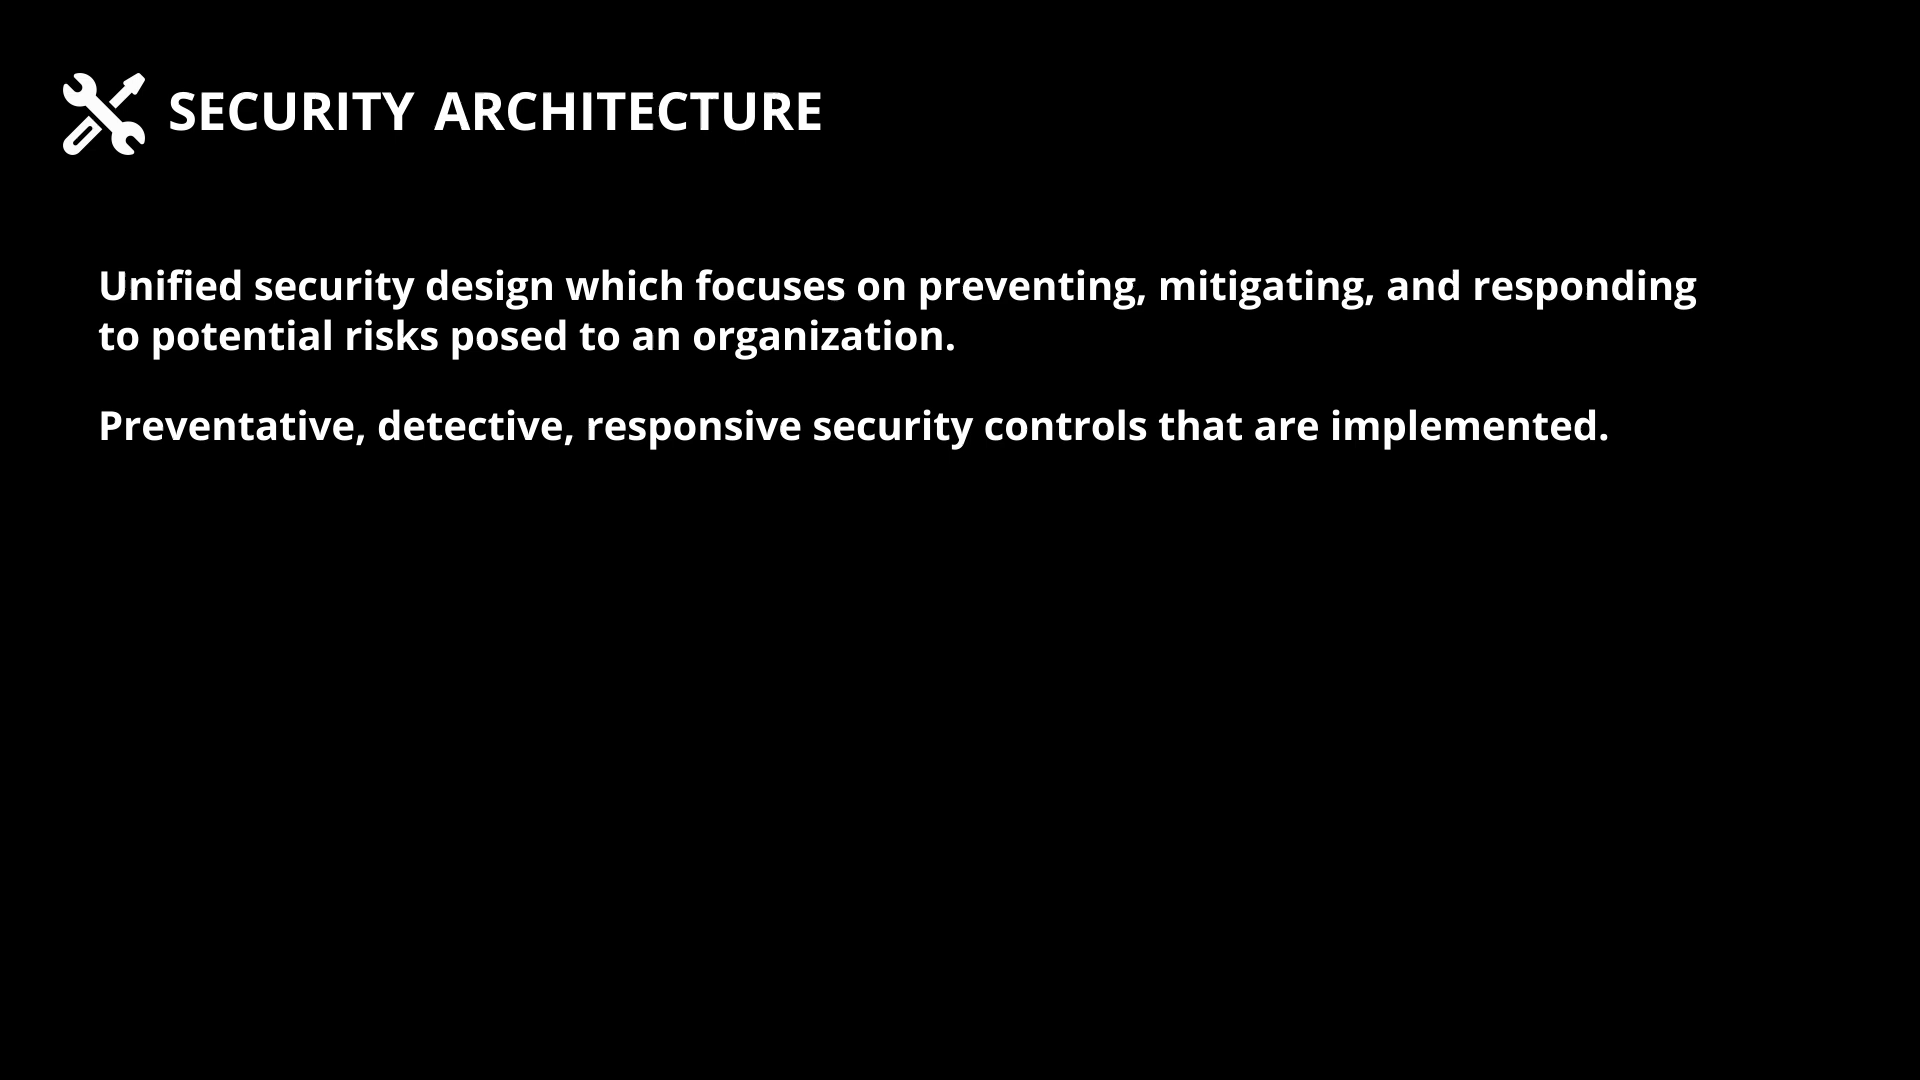 SECURITY ARCHITECTURE
Unified security design which focuses on preventing, mitigating, and responding
to potential risks posed to an organization.
Preventative, detective, responsive security controls that are implemented.